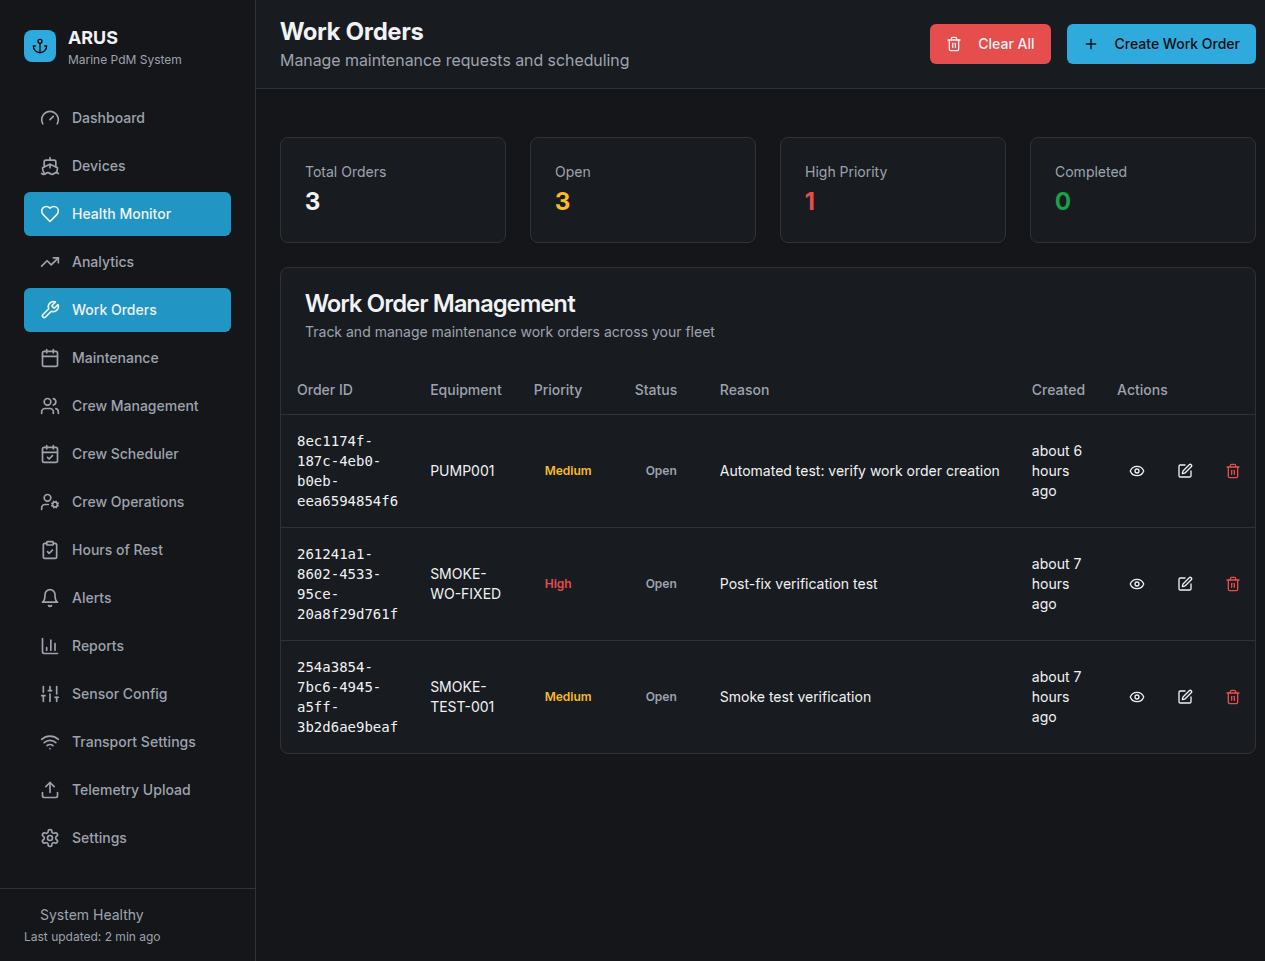 ARUS
Marine PdM System
Dashboard
Devices
Health Monitor
Analytics
Work Orders
Maintenance
Crew Management
Crew Scheduler
Crew Operations
Hours of Rest
Alerts
Reports
Sensor Config
Transport Settings
Telemetry Upload
Settings
System Healthy
Last updated: 2 min ago
Work Orders
Manage maintenance requests and scheduling
Clear All
Create Work Order
Total Orders
3
Open
3
High Priority
1
Completed
0
Work Order Management
Track and manage maintenance work orders across your fleet
Order ID Equipment Priority Status Reason Created Actions
8ec1174f-
187c-4eb0-
b0eb-
eea6594854f6
PUMP001
Medium
Open
Automated test: verify work order creation
about 6
hours
ago
261241a1-
8602-4533-
95ce-
20a8f29d761f
SMOKE-
WO-FIXED
High
Open
Post-fix verification test
about 7
hours
ago
254a3854-
7bc6-4945-
a5ff-
3b2d6ae9beaf
SMOKE-
TEST-001
Medium
Open
Smoke test verification
about 7
hours
ago